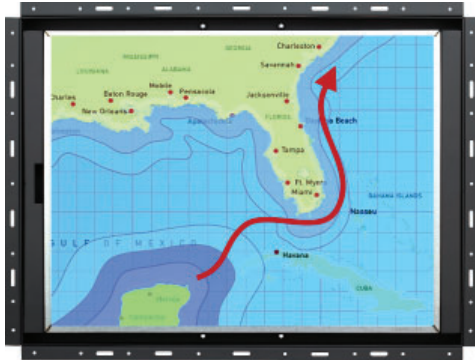 GEORGIA
Charleston
MISSISSIPPI
ALABAMA
Savannah
LOUISIANA
Mobile
Baton Rouge
Pensacola
Jacksonville
Charles
New Orleans
FLORIDA
Beach
Tampa
Ft. Myers
Miami
BAHAMA ISLANDS
Nassau
GULF OF MEXICO
Havana
CUBA